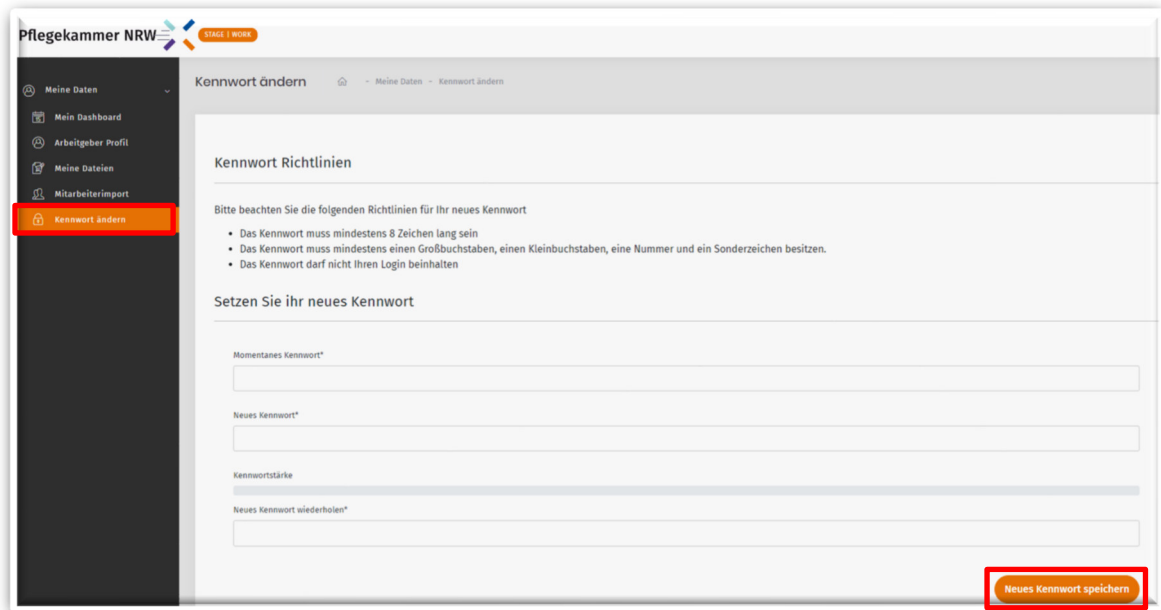 Pflegekammer NRW
STAGE | WORK
Meine Daten
Mein Dashboard
Arbeitgeber Profil
Meine Dateien
Mitarbeiterimport
Kennwort ändern
Kennwort ändern - Meine Daten - Kennwort ändern
Kennwort Richtlinien
Bitte beachten Sie die folgenden Richtlinien für Ihr neues Kennwort
• Das Kennwort muss mindestens 8 Zeichen lang sein
• Das Kennwort muss mindestens einen Großbuchstaben, einen Kleinbuchstaben, eine Nummer und ein Sonderzeichen besitzen.
• Das Kennwort darf nicht Ihren Login beinhalten
Setzen Sie ihr neues Kennwort
Momentanes Kennwort*
Neues Kennwort*
Kennwortstärke
Neues Kennwort wiederholen*
Neues Kennwort speichern